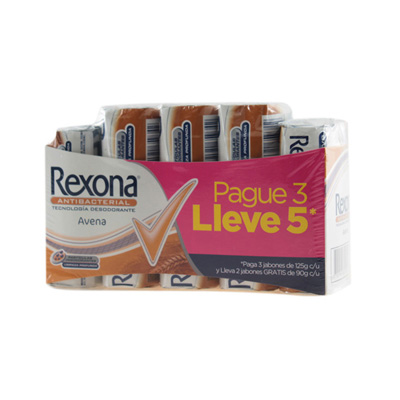 Rexona
ANTIBACTERIAL
TECNOLOGÍA DESODORANTE
Avena
Pague 3
Lleve 5*
*Paga 3 jabones de 125g c/u
y Lleva 2 jabones GRATIS de 90g c/u